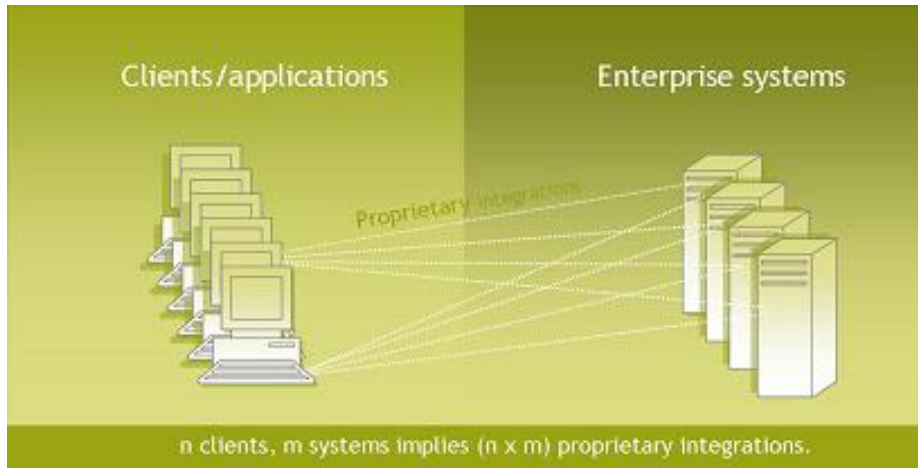 Clients/applications
Enterprise systems
Proprietary integrations
n clients, m systems implies (n x m) proprietary integrations.